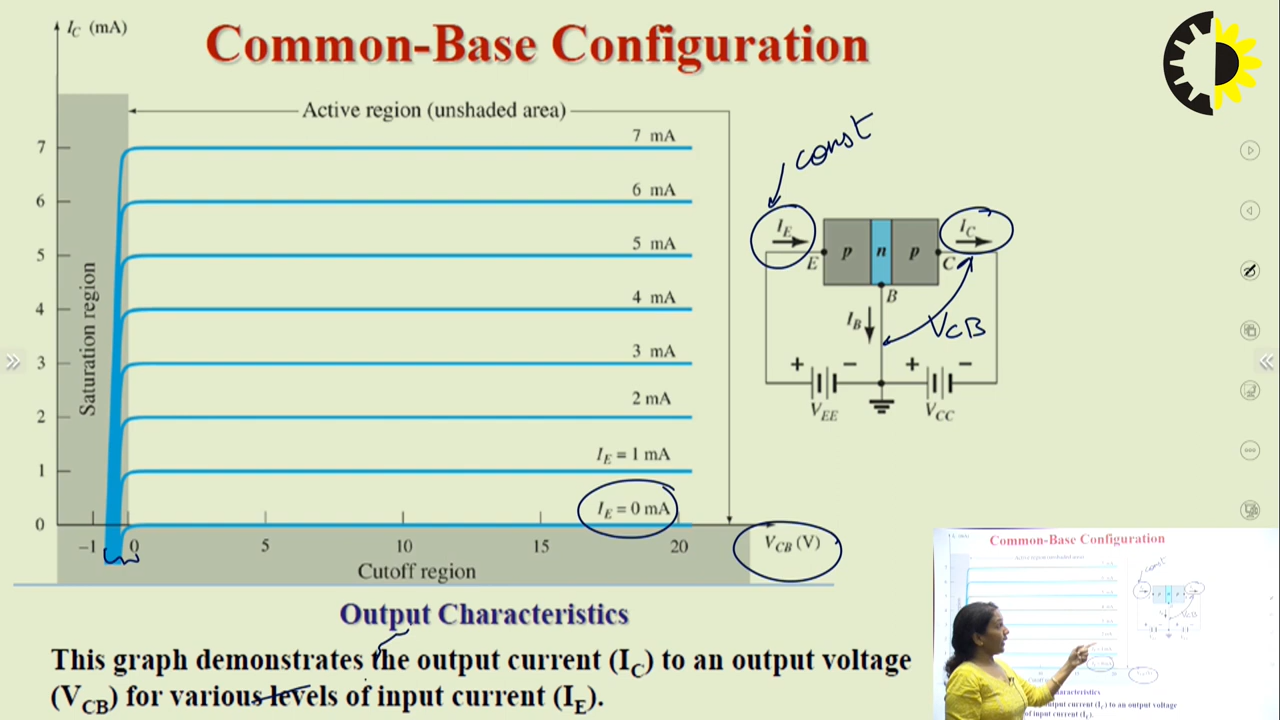 I_C (mA)
Common-Base Configuration
Active region (unshaded area)
7 mA
6 mA
5 mA
4 mA
3 mA
2 mA
I_E = 1 mA
I_E = 0 mA
7
6
5
4
3
2
1
0
-1 0 5 10 15 20
V_CB (V)
Saturation region
Cutoff region
const
I_E
I_C
E
p n p
C
B
I_B
V_CB
+ − + −
V_EE
V_CC
Output Characteristics
This graph demonstrates the output current (I_C) to an output voltage
(V_CB) for various levels of input current (I_E).
Common-Base Configuration